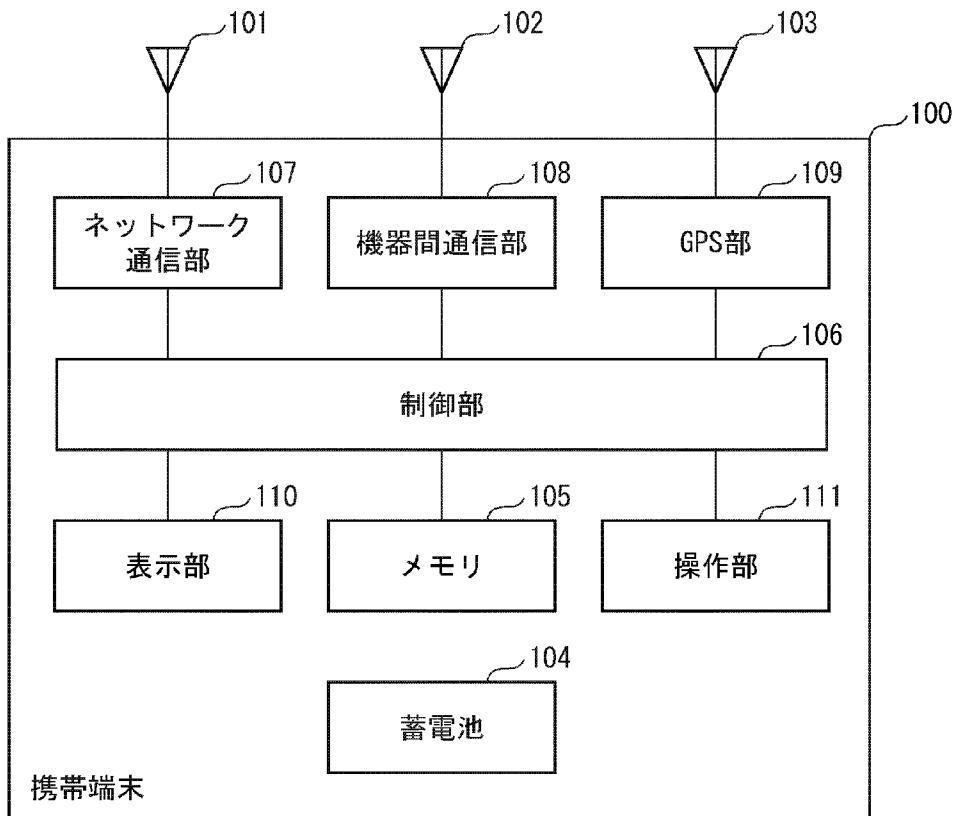 101
102
103
100
107
108
109
ネットワーク
通信部
機器間通信部
GPS部
106
制御部
110
105
111
表示部
メモリ
操作部
104
蓄電池
携帯端末